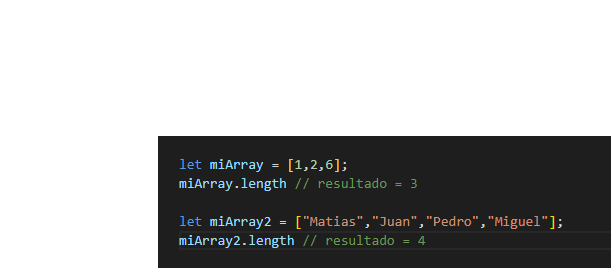 let miArray = [1,2,6];
miArray.length // resultado = 3
let miArray2 = ["Matias","Juan","Pedro","Miguel"];
miArray2.length // resultado = 4